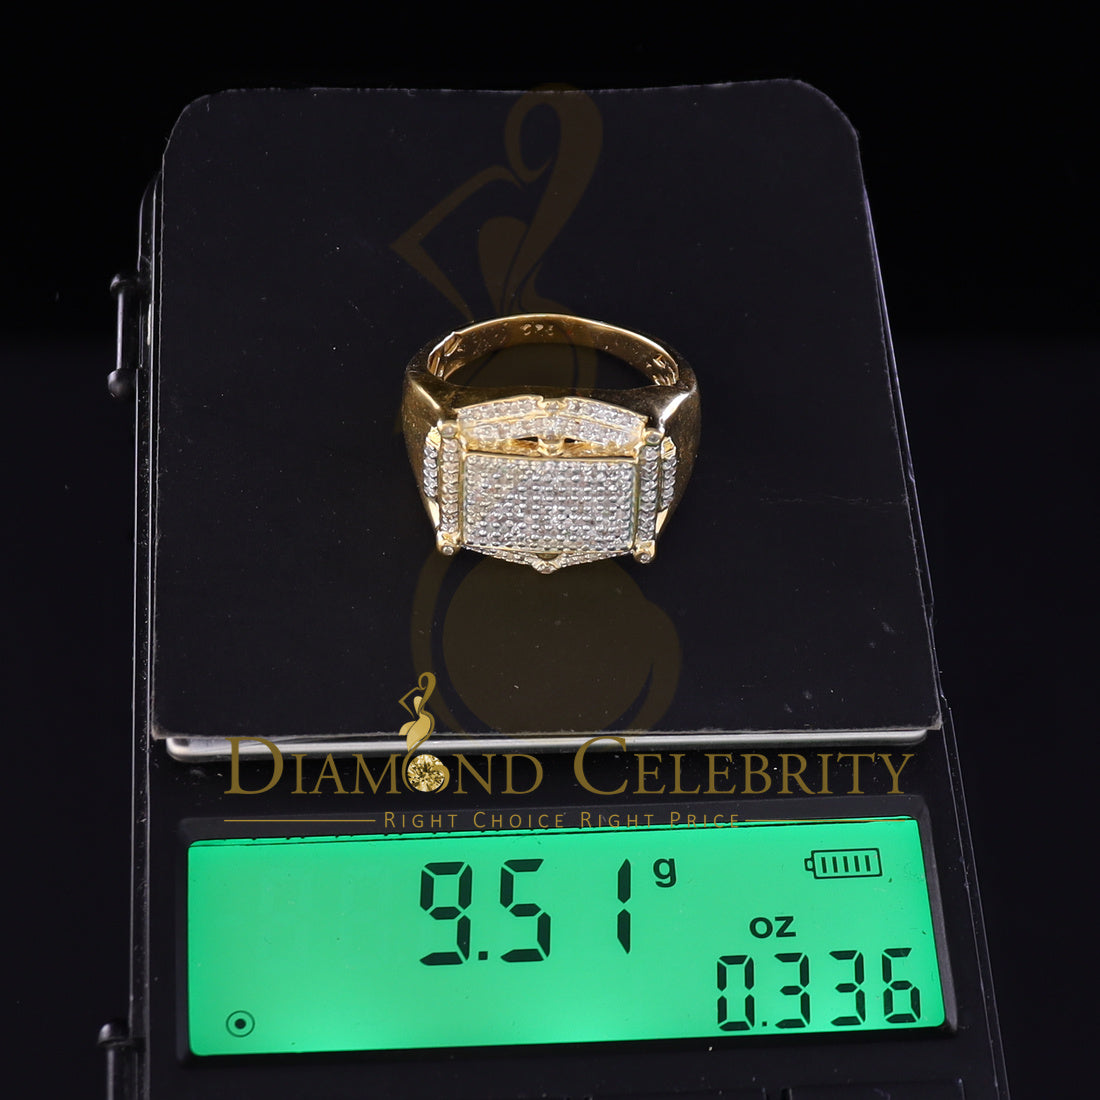 DIAMOND CELEBRITY
RIGHT CHOICE RIGHT PRICE
9.51 g
oz
0.336